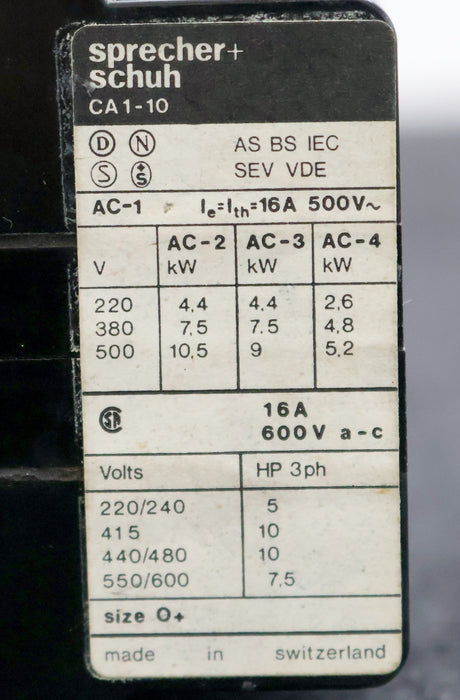 sprecher+
schuh
CA1-10
D N AS BS IEC
S +S SEV VDE
AC-1 Ie=Ith=16A 500V~
V AC-2 kW AC-3 kW AC-4 kW
220 4,4 4,4 2,6
380 7,5 7,5 4,8
500 10,5 9 5,2
SA 16A
600V a-c
Volts HP 3ph
220/240 5
415 10
440/480 10
550/600 7,5
size 0+
made in switzerland